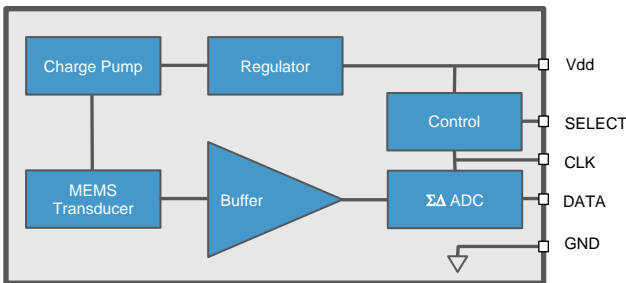 Charge Pump
Regulator
Vdd
Control
SELECT
CLK
MEMS
Transducer
Buffer
ΣΔ ADC
DATA
GND